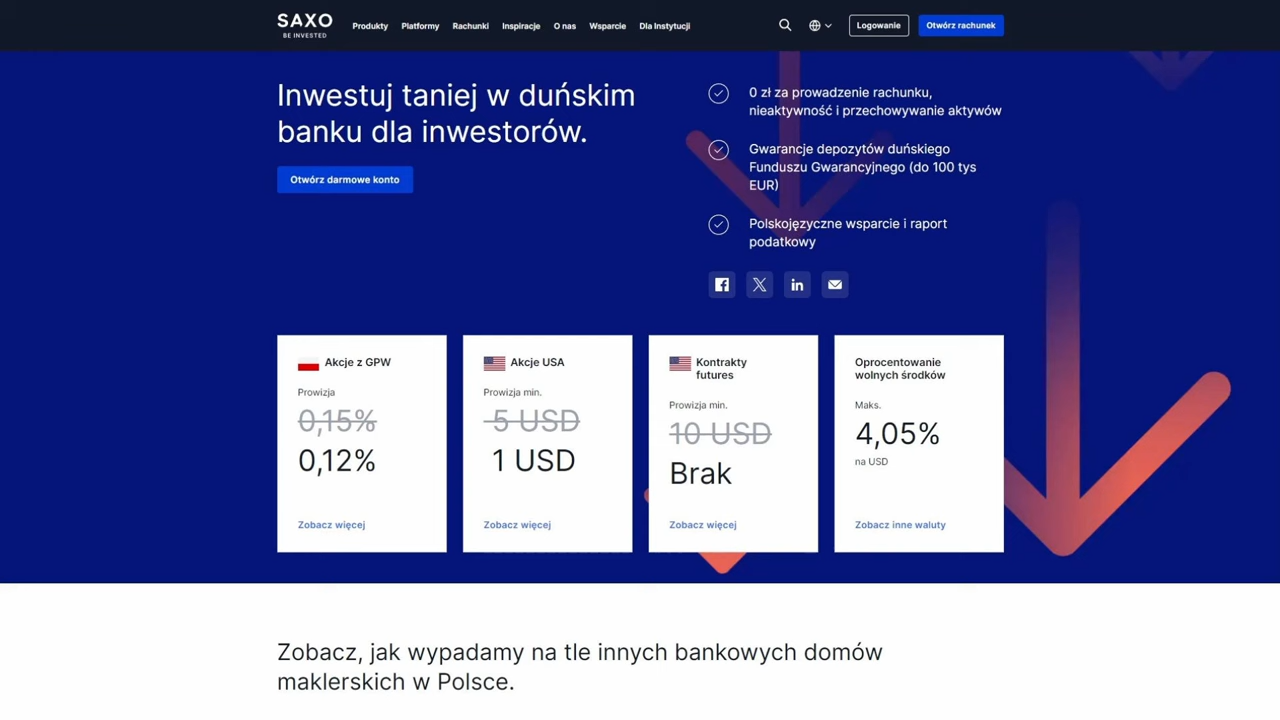 SAXO
BE INVESTED
Produkty
Platformy
Rachunki
Inspiracje
O nas
Wsparcie
Dla Instytucji
Logowanie
Otwórz rachunek
Inwestuj taniej w duńskim
banku dla inwestorów.
Otwórz darmowe konto
0 zł za prowadzenie rachunku,
nieaktywność i przechowywanie aktywów
Gwarancje depozytów duńskiego
Funduszu Gwarancyjnego (do 100 tys
EUR)
Polskojęzyczne wsparcie i raport
podatkowy
Akcje z GPW
Prowizja
0,15%
0,12%
Zobacz więcej
Akcje USA
Prowizja min.
5 USD
1 USD
Zobacz więcej
Kontrakty
futures
Prowizja min.
10 USD
Brak
Zobacz więcej
Oprocentowanie
wolnych środków
Maks.
4,05%
na USD
Zobacz inne waluty
Zobacz, jak wypadamy na tle innych bankowych domów
maklerskich w Polsce.